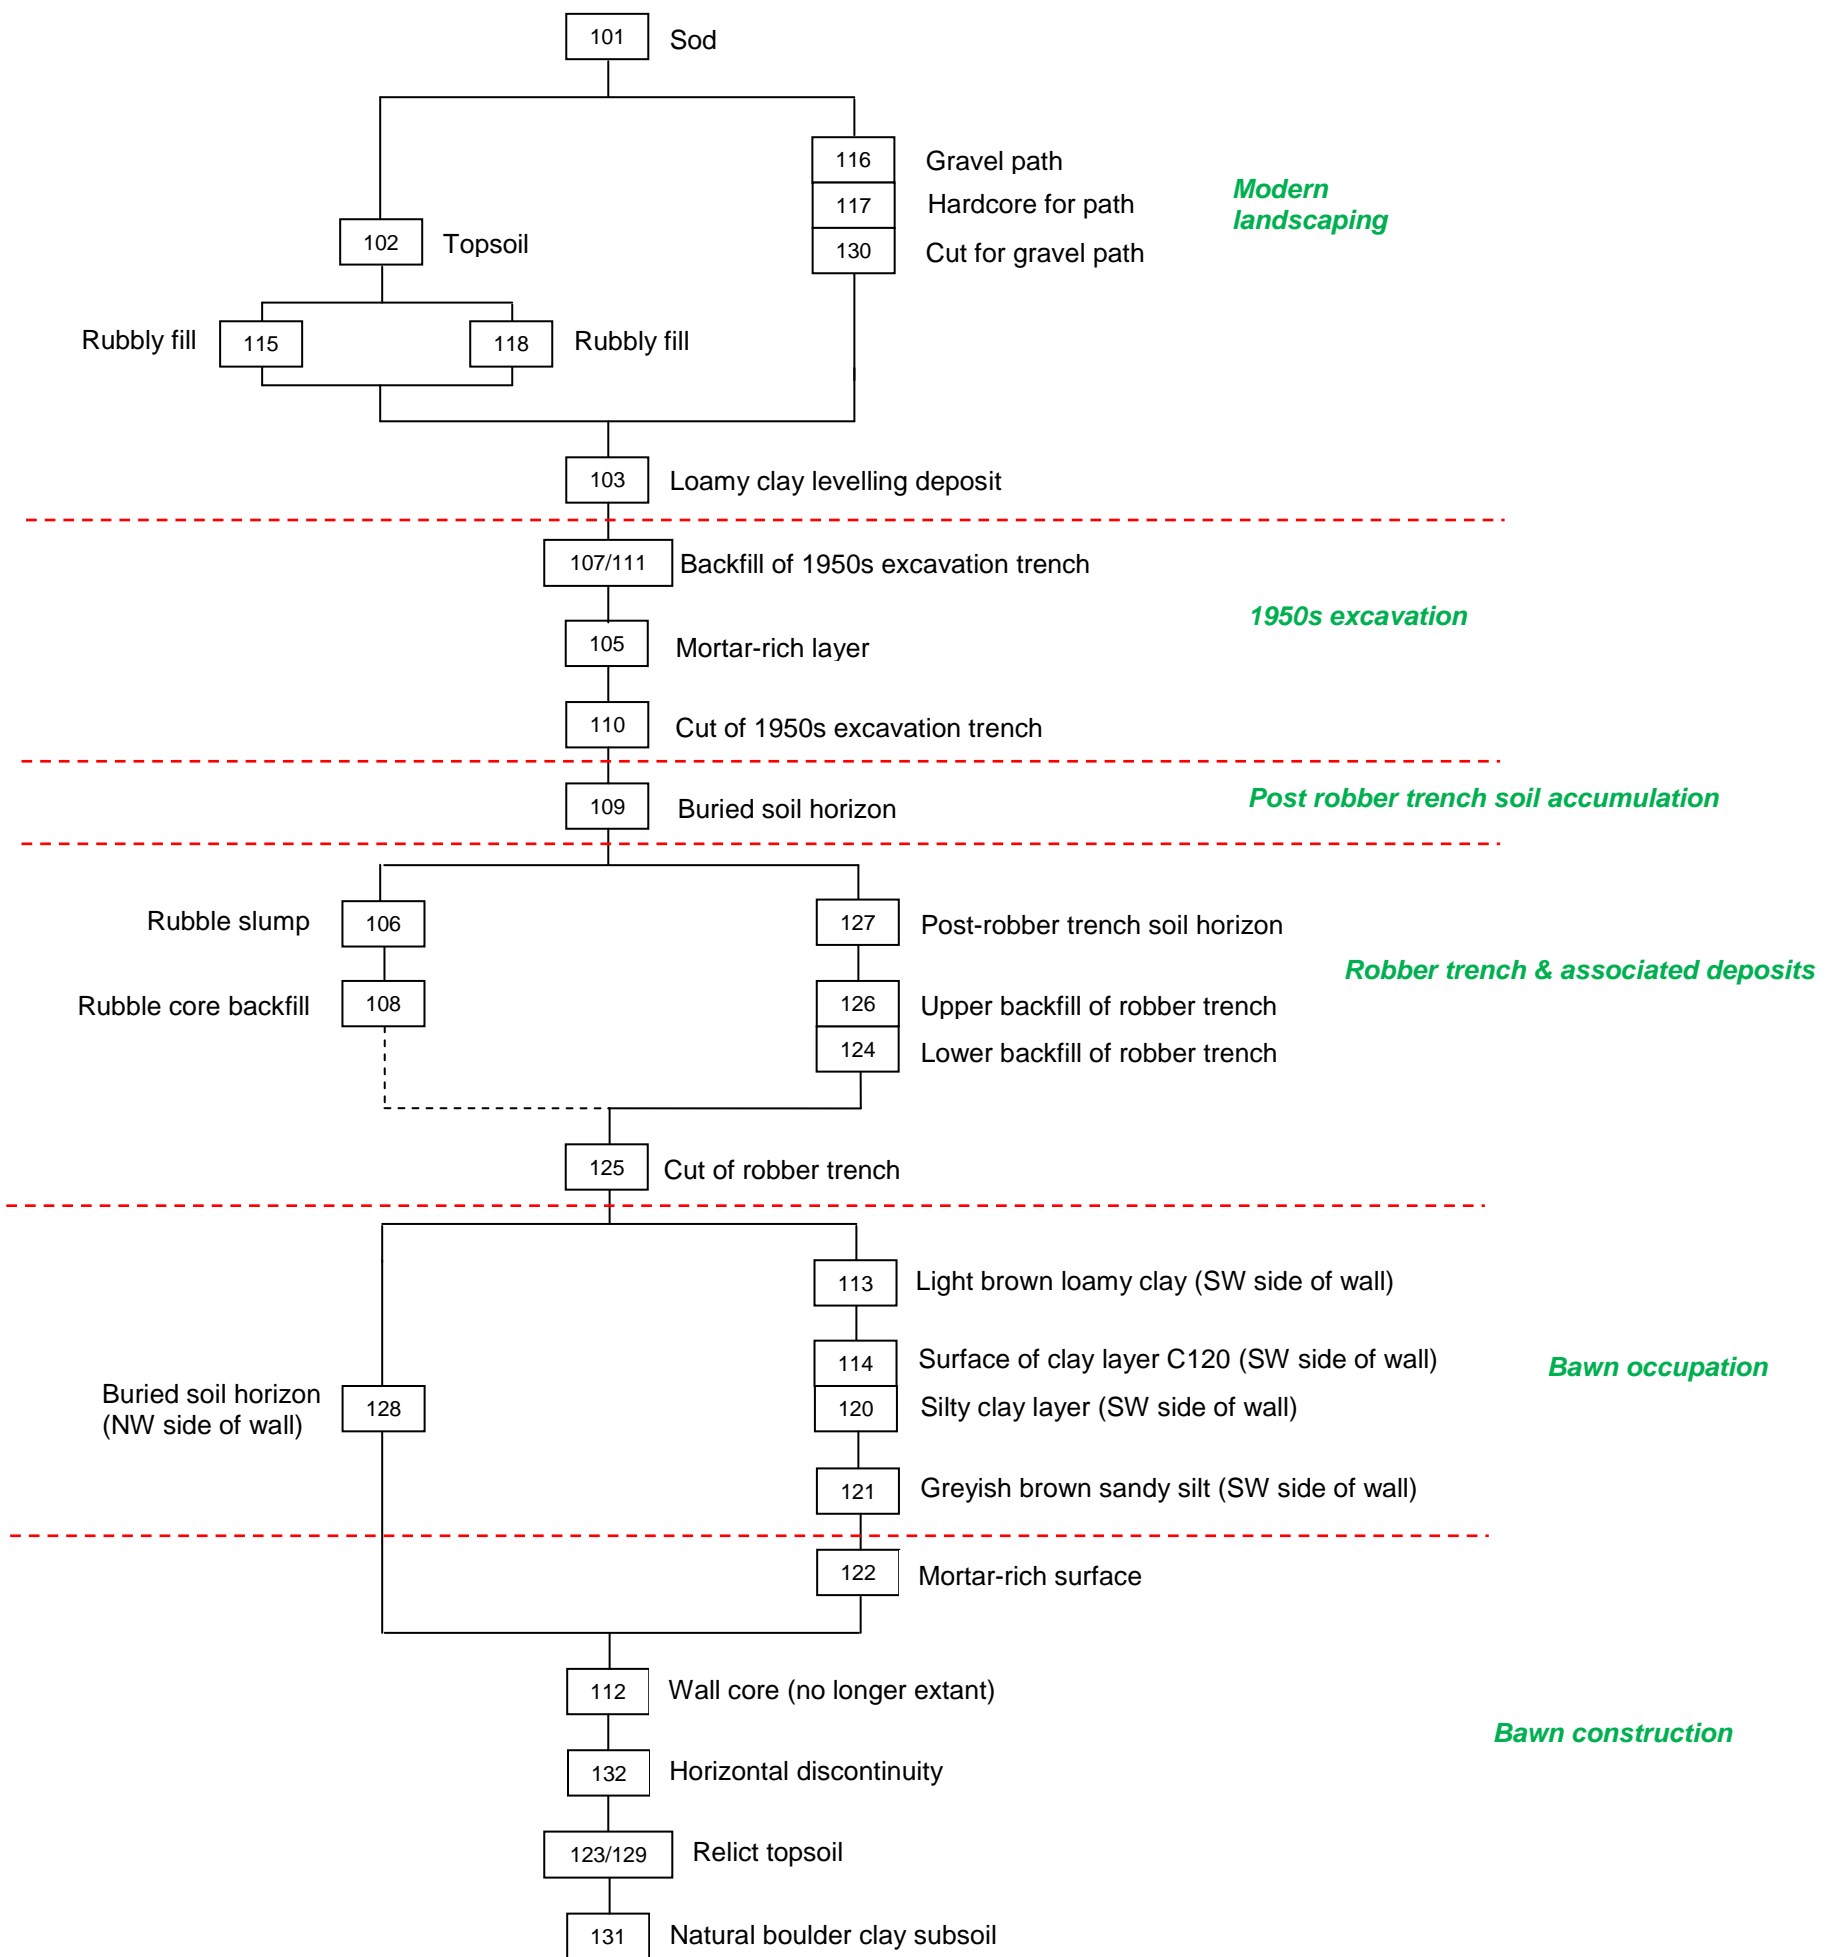 101 Sod
116 Gravel path
117 Hardcore for path
Modern
landscaping
102 Topsoil
130 Cut for gravel path
Rubbly fill 115
118 Rubbly fill
103 Loamy clay levelling deposit
107/111 Backfill of 1950s excavation trench
1950s excavation
105 Mortar-rich layer
110 Cut of 1950s excavation trench
109 Buried soil horizon
Post robber trench soil accumulation
Rubble slump 106
127 Post-robber trench soil horizon
Robber trench & associated deposits
Rubble core backfill 108
126 Upper backfill of robber trench
124 Lower backfill of robber trench
125 Cut of robber trench
113 Light brown loamy clay (SW side of wall)
114 Surface of clay layer C120 (SW side of wall)
Bawn occupation
Buried soil horizon
(NW side of wall)
128
120 Silty clay layer (SW side of wall)
121 Greyish brown sandy silt (SW side of wall)
122 Mortar-rich surface
112 Wall core (no longer extant)
Bawn construction
132 Horizontal discontinuity
123/129 Relict topsoil
131 Natural boulder clay subsoil